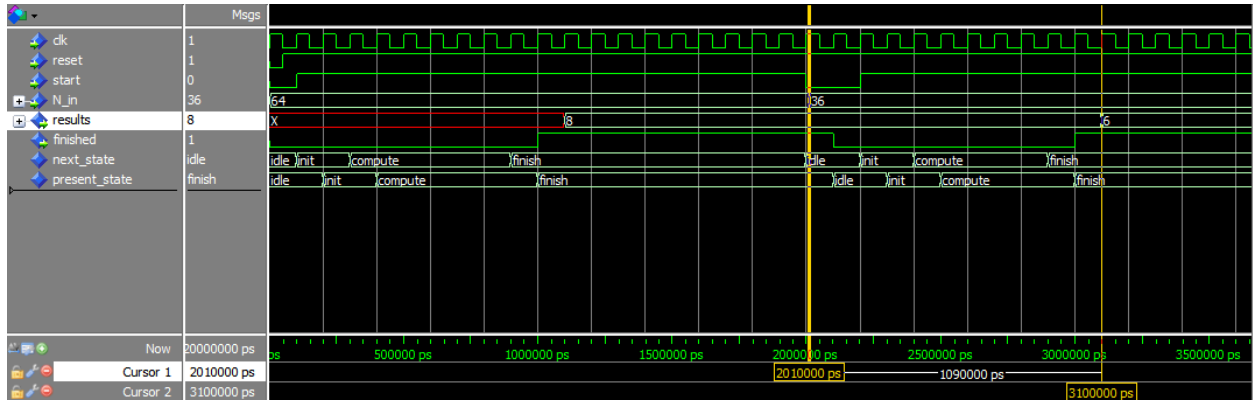 Msgs
clk 1
reset 1
start 0
N_in 36 64 36
results 8 X 8 6
finished 1
next_state idle idle init compute finish idle init compute finish
present_state finish idle init compute finish idle init compute finish
Now 20000000 ps ps 500000 ps 1000000 ps 1500000 ps 2000000 ps 2500000 ps 3000000 ps 3500000 ps
Cursor 1 2010000 ps 2010000 ps 1090000 ps
Cursor 2 3100000 ps 3100000 ps